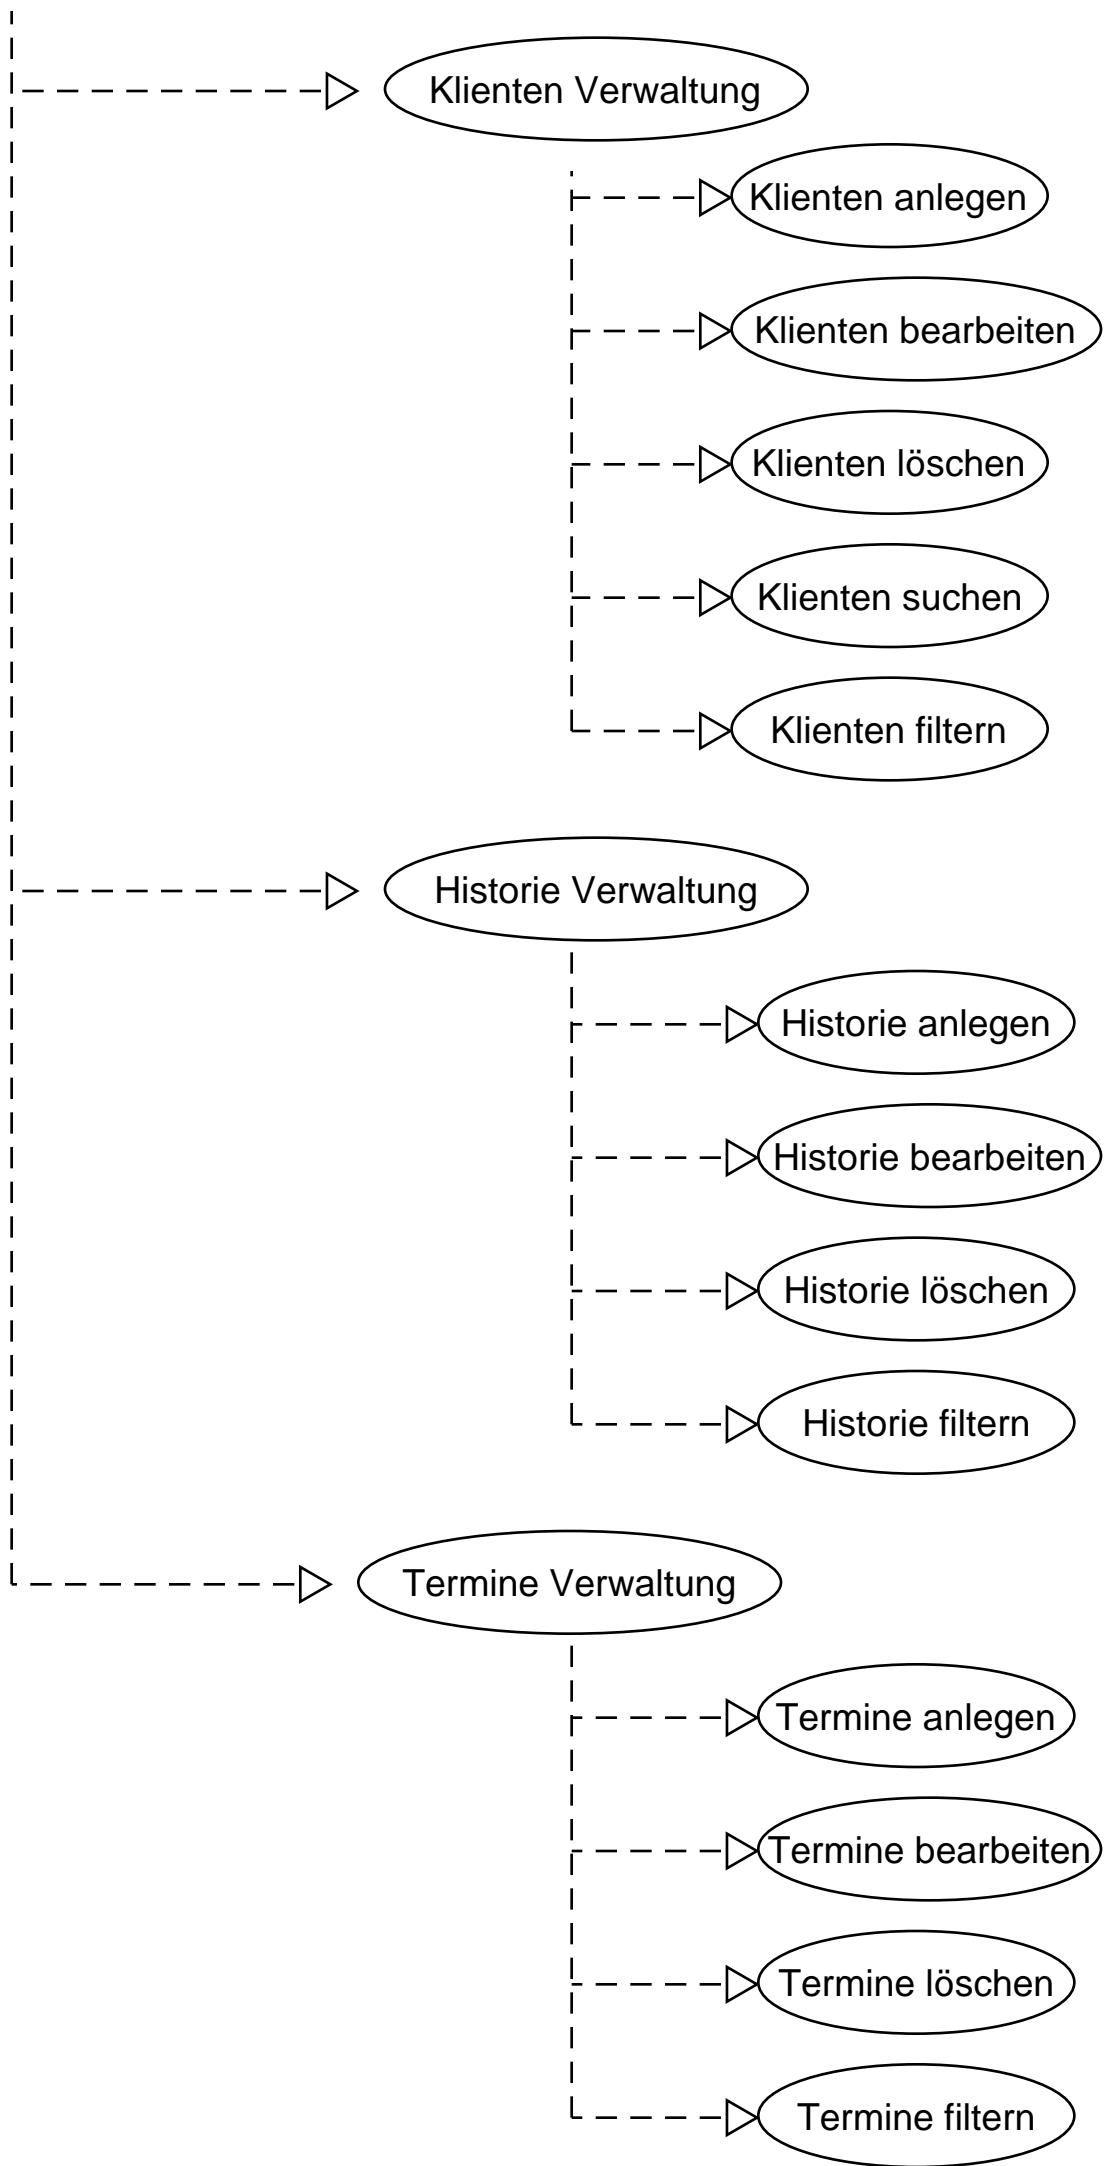 Klienten Verwaltung
Klienten anlegen
Klienten bearbeiten
Klienten löschen
Klienten suchen
Klienten filtern
Historie Verwaltung
Historie anlegen
Historie bearbeiten
Historie löschen
Historie filtern
Termine Verwaltung
Termine anlegen
Termine bearbeiten
Termine löschen
Termine filtern